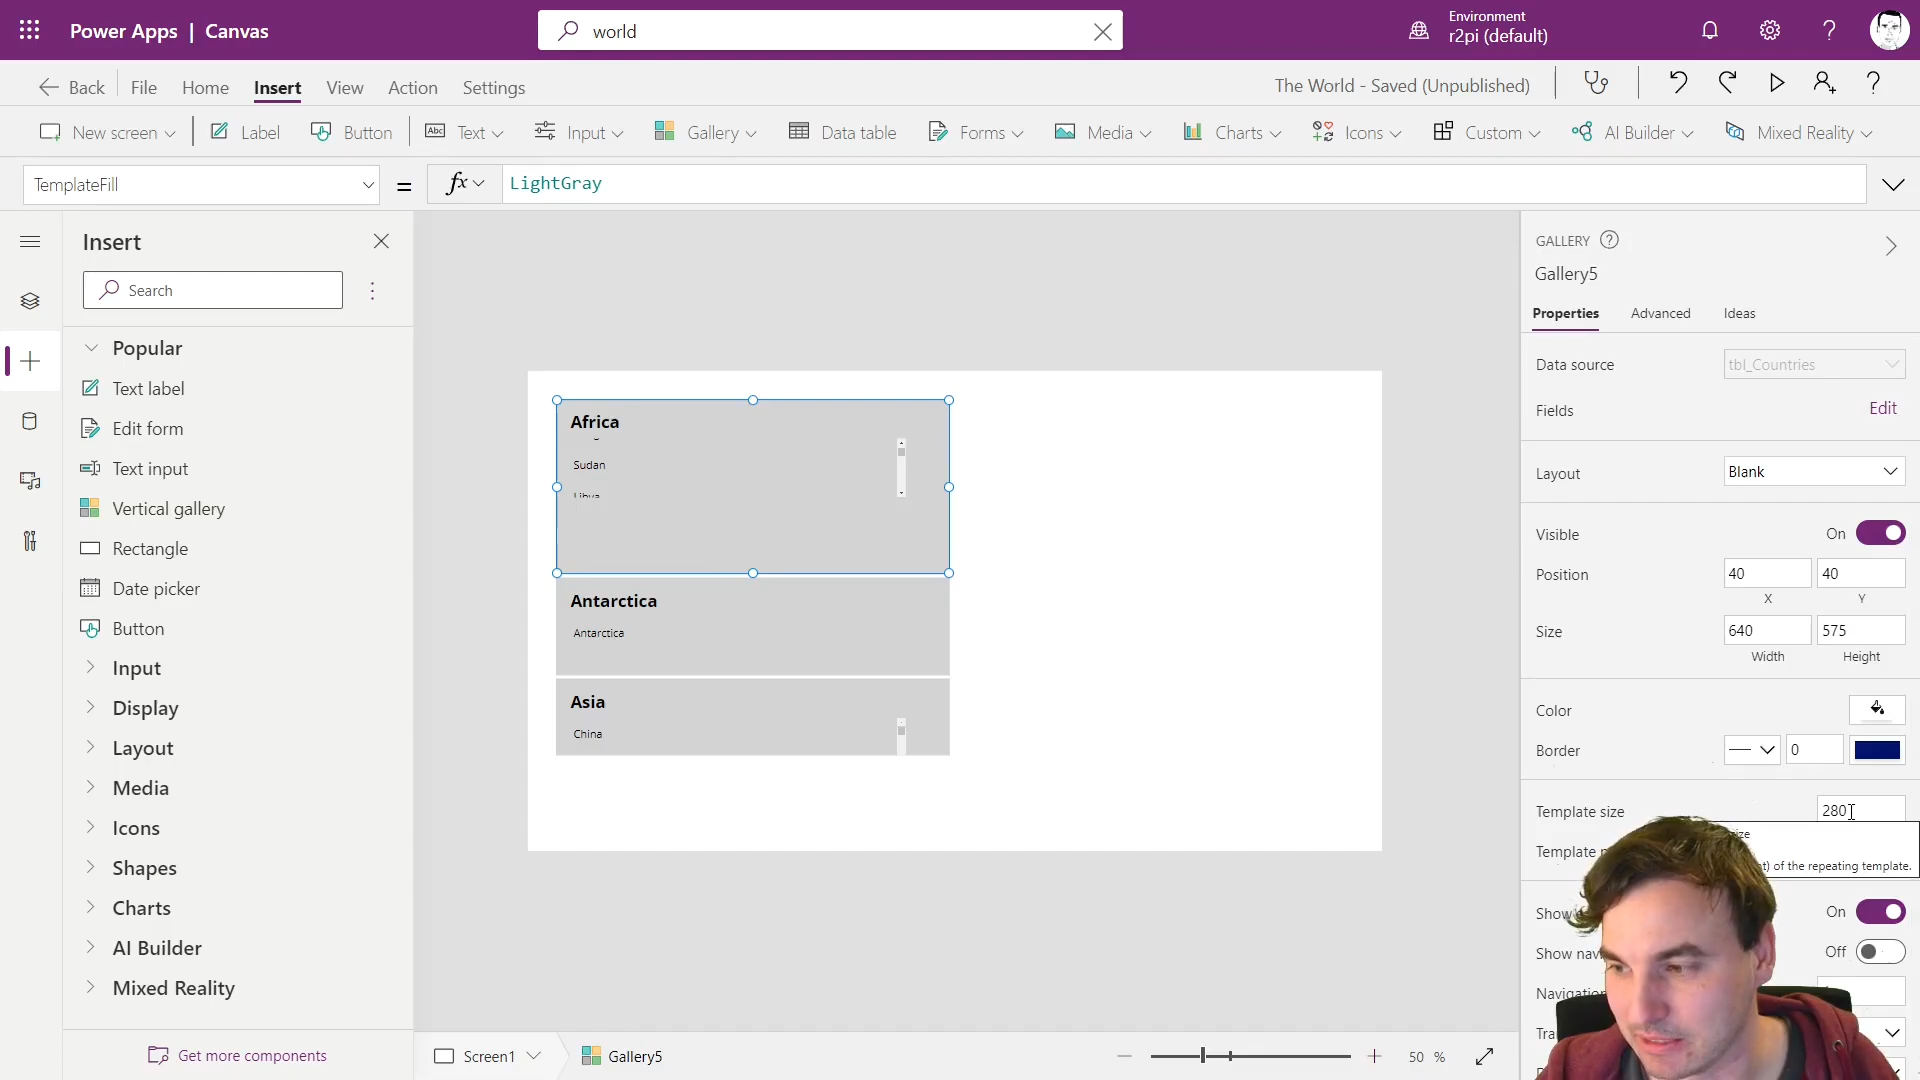 Power Apps | Canvas
world
Environment
r2pi (default)
Back
File
Home
Insert
View
Action
Settings
The World - Saved (Unpublished)
New screen
Label
Button
Abc
Text
Input
Gallery
Data table
Forms
Media
Charts
Icons
Custom
AI Builder
Mixed Reality
TemplateFill
=
fx
LightGray
Insert
Search
Popular
Text label
Edit form
Text input
Vertical gallery
Rectangle
Date picker
Button
Input
Display
Layout
Media
Icons
Shapes
Charts
AI Builder
Mixed Reality
Get more components
Africa
Sudan
Libya
Antarctica
Antarctica
Asia
China
Screen1
Gallery5
50 %
GALLERY
Gallery5
Properties
Advanced
Ideas
Data source
tbl_Countries
Fields
Edit
Layout
Blank
Visible
On
Position
40
40
X
Y
Size
640
575
Width
Height
Color
Border
0
Template size
280
Template
of the repeating template.
Show
On
Show
Off